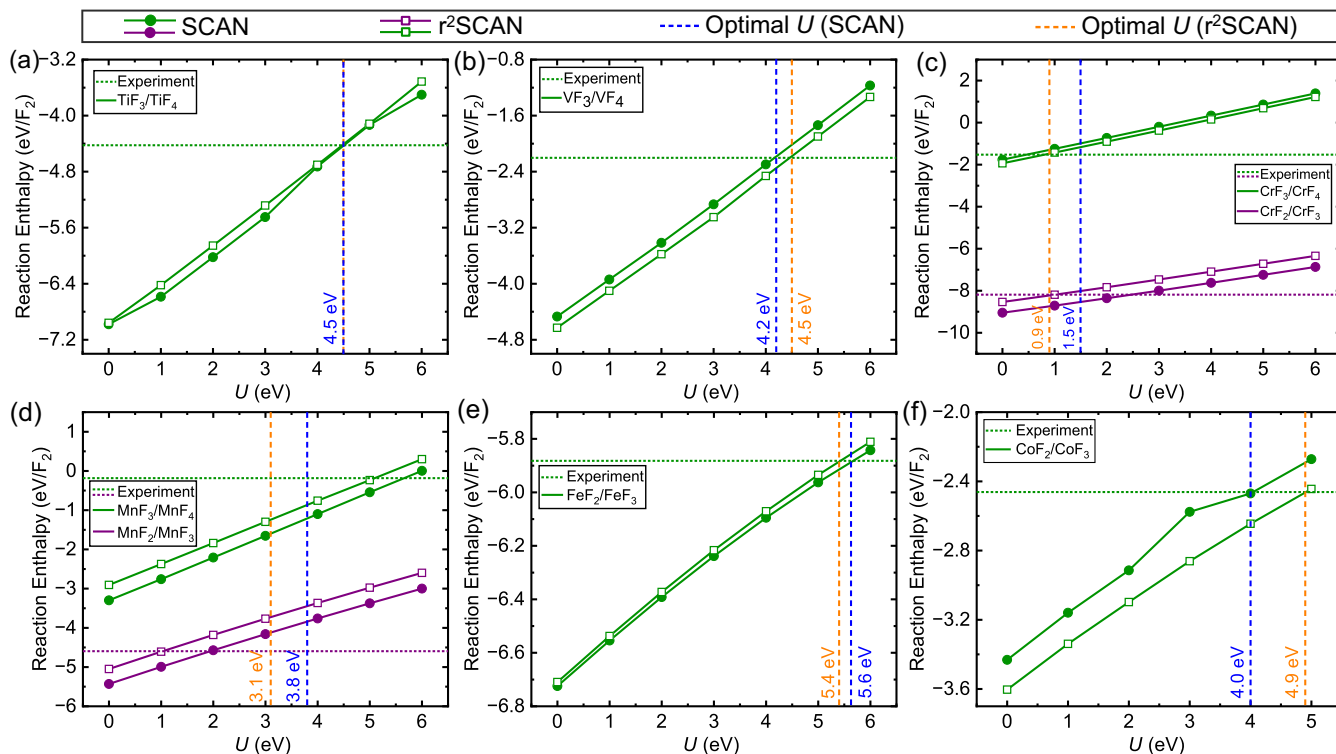 SCAN r²SCAN Optimal U (SCAN) Optimal U (r²SCAN)
(a)
Reaction Enthalpy (eV/F₂)
−3.2
−4.0
−4.8
−5.6
−6.4
−7.2
Experiment
TiF₃/TiF₄
4.5 eV
0 1 2 3 4 5 6
U (eV)
(b)
Reaction Enthalpy (eV/F₂)
−0.8
−1.6
−2.4
−3.2
−4.0
−4.8
Experiment
VF₃/VF₄
4.2 eV
4.5 eV
0 1 2 3 4 5 6
U (eV)
(c)
Reaction Enthalpy (eV/F₂)
2
0
−2
−4
−6
−8
−10
Experiment
CrF₃/CrF₄
CrF₂/CrF₃
0.9 eV
1.5 eV
0 1 2 3 4 5 6
U (eV)
(d)
Reaction Enthalpy (eV/F₂)
1
0
−1
−2
−3
−4
−5
−6
Experiment
MnF₃/MnF₄
MnF₂/MnF₃
3.1 eV
3.8 eV
0 1 2 3 4 5 6
U (eV)
(e)
Reaction Enthalpy (eV/F₂)
−5.8
−6.0
−6.2
−6.4
−6.6
−6.8
Experiment
FeF₂/FeF₃
5.4 eV
5.6 eV
0 1 2 3 4 5 6
U (eV)
(f)
Reaction Enthalpy (eV/F₂)
−2.0
−2.4
−2.8
−3.2
−3.6
Experiment
CoF₂/CoF₃
4.0 eV
4.9 eV
0 1 2 3 4 5
U (eV)